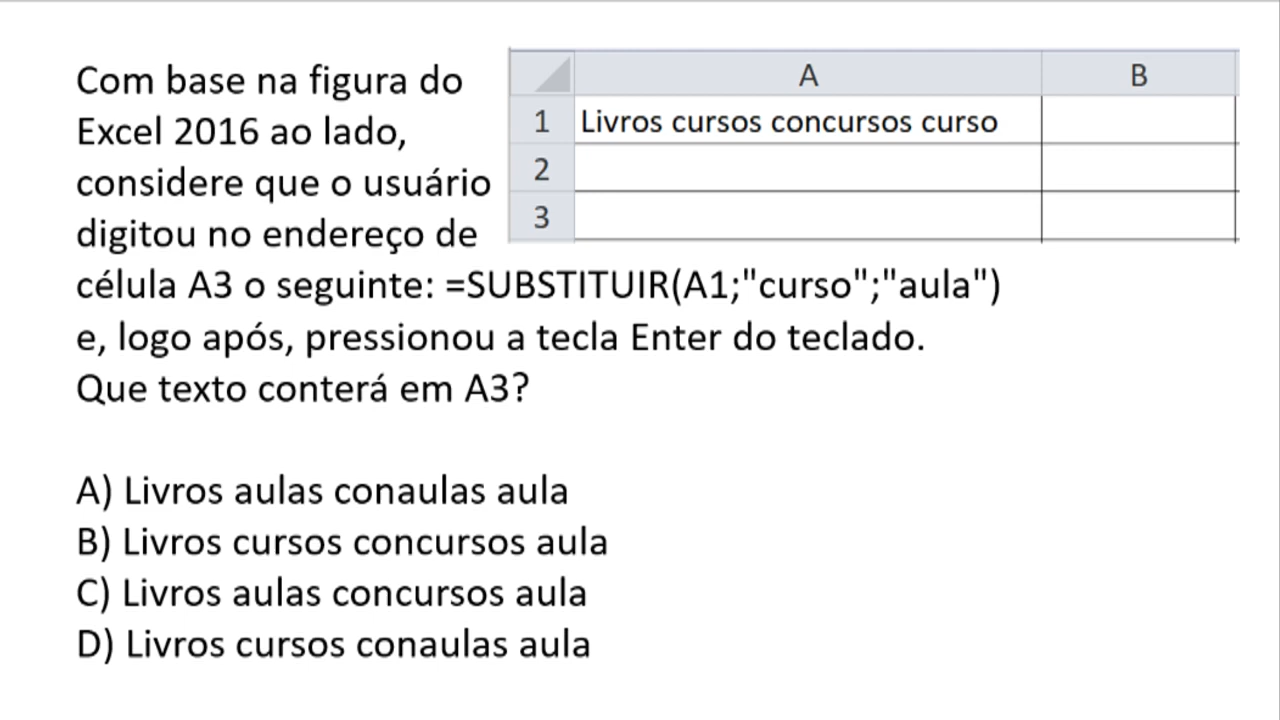 Com base na figura do
Excel 2016 ao lado,
considere que o usuário
digitou no endereço de
célula A3 o seguinte: =SUBSTITUIR(A1;"curso";"aula")
e, logo após, pressionou a tecla Enter do teclado.
Que texto conterá em A3?
A B
1 Livros cursos concursos curso
2
3
A) Livros aulas conaulas aula
B) Livros cursos concursos aula
C) Livros aulas concursos aula
D) Livros cursos conaulas aula